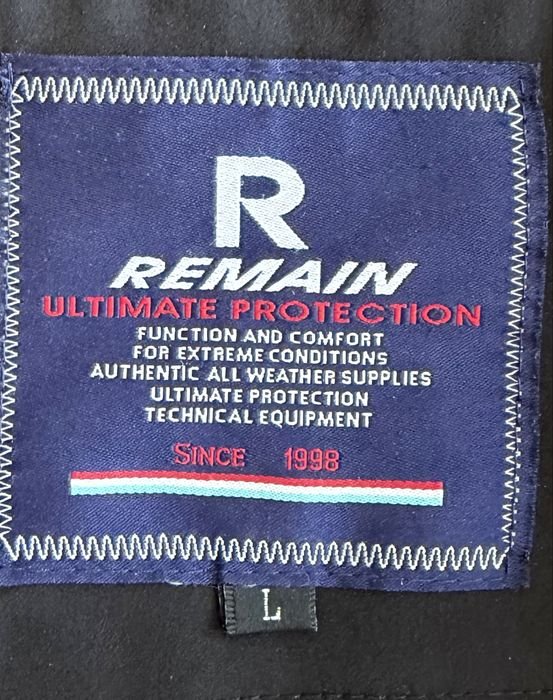 R
REMAIN
ULTIMATE PROTECTION
FUNCTION AND COMFORT
FOR EXTREME CONDITIONS
AUTHENTIC ALL WEATHER SUPPLIES
ULTIMATE PROTECTION
TECHNICAL EQUIPMENT
SINCE 1998
L